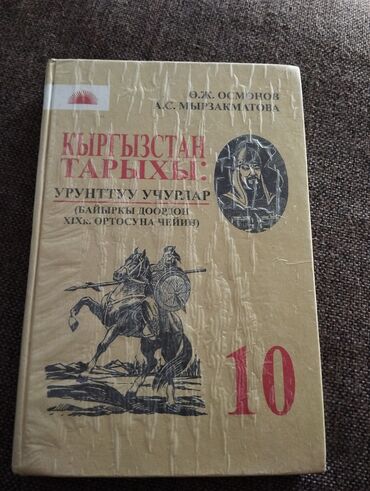 Ө.Ж. ОСМОНОВ
А.С. МЫРЗАКМАТОВА
КЫРГЫЗСТАН
ТАРЫХЫ:
УРУНТТУУ УЧУРЛАР
(БАЙЫРКЫ ДООРДОН
XIXк. ОРТОСУНА ЧЕЙИН)
10